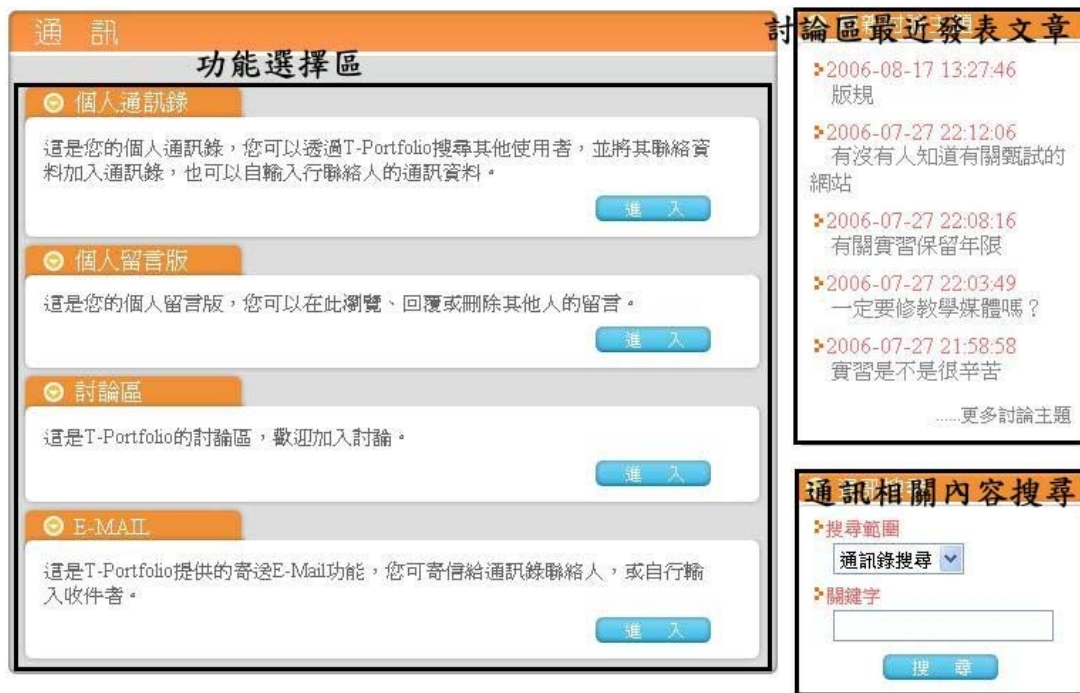 通 訊
功能選擇區
個人通訊錄
這是您的個人通訊錄，您可以透過T-Portfolio搜尋其他使用者，並將其聯絡資
料加入通訊錄，也可以自輸入行聯絡人的通訊資料。
進 入
個人留言版
這是您的個人留言版，您可以在此瀏覽、回覆或刪除其他人的留言。
進 入
討論區
這是T-Portfolio的討論區，歡迎加入討論。
進 入
E-MAIL
這是T-Portfolio提供的寄送E-Mail功能，您可寄信給通訊錄聯絡人，或自行輸
入收件者。
進 入
討論區最近發表文章
2006-08-17 13:27:46
版規
2006-07-27 22:12:06
有沒有人知道有關甄試的
網站
2006-07-27 22:08:16
有關實習保留年限
2006-07-27 22:03:49
一定要修教學媒體嗎？
2006-07-27 21:58:58
實習是不是很辛苦
......更多討論主題
通訊相關內容搜尋
搜尋範圍
通訊錄搜尋
關鍵字
搜 尋